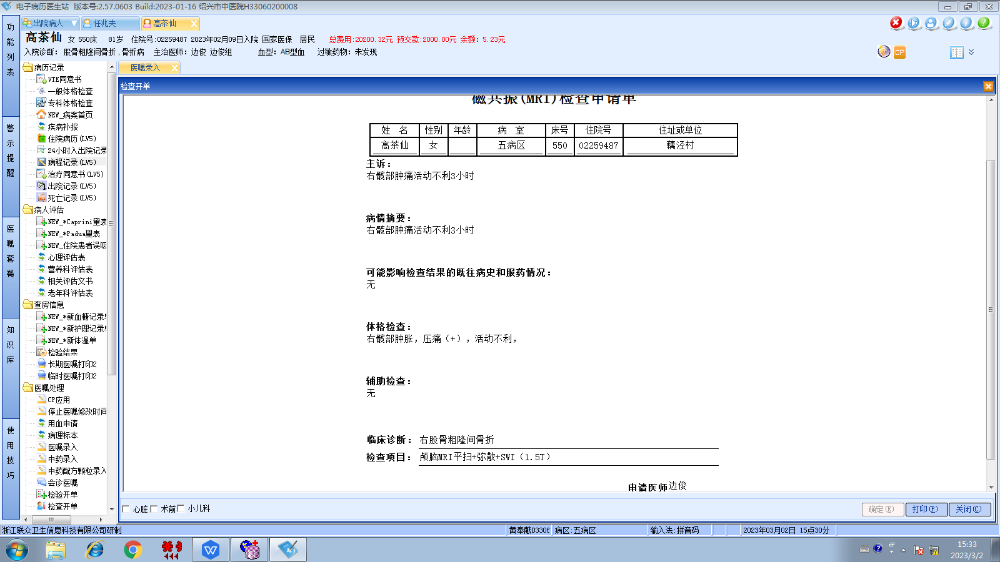 电子病历医生站 版本号:2.57.0603 Build:2023-01-16 绍兴市中医院H33060200008
出院病人 任兆夫 高茶仙
高茶仙 女 550床 81岁 住院号:02259487 2023年02月09日入院 国家医保 居民 总费用:20200.32元 预交款:2000.00元 余额: 5.23元
入院诊断: 股骨粗隆间骨折,骨折病 主治医师: 边俊 边俊组 血型: AB型血 过敏药物: 未发现
CP
功能列表
警示提醒
医嘱套餐
知识库
使用技巧
病历记录
VTE同意书
一般体格检查
专科体格检查
NEW_病案首页
疾病补报
住院病历(LV5)
24小时入出院记录
病程记录(LV5)
治疗同意书(LV5)
出院记录(LV5)
死亡记录(LV5)
病人评估
NEW_*Caprini量表
NEW_*Padua量表
NEW_住院患者误吸
心理评估表
营养科评估表
相关评估文书
老年科评估表
查房信息
NEW_*新血糖记录单
NEW_*新护理记录单
NEW_*新体温单
检验结果
长期医嘱打印2
临时医嘱打印2
医嘱处理
CP应用
停止医嘱修改时间
用血申请
病理标本
医嘱录入
中药录入
中药配方颗粒录入
会诊医嘱
检验开单
检查开单
医嘱录入
检查开单
磁共振(MRI)检查申请单
姓 名 性别 年龄 病 室 床号 住院号 住址或单位
高茶仙 女 五病区 550 02259487 藕泾村
主诉:
右髋部肿痛活动不利3小时
病情摘要:
右髋部肿痛活动不利3小时
可能影响检查结果的既往病史和服药情况:
无
体格检查:
右髋部肿胀, 压痛 (+) , 活动不利,
辅助检查:
无
临床诊断: 右股骨粗隆间骨折
检查项目: 颅脑MRI平扫+弥散+SWI (1.5T)
申请医师 边俊
心脏 术前 小儿科
确定(E) 打印(P) 关闭(C)
浙江联众卫生信息科技有限公司研制 黄奉献D330E 病区:五病区 输入法:拼音码 2023年03月02日 15点30分
15:33
2023/3/2